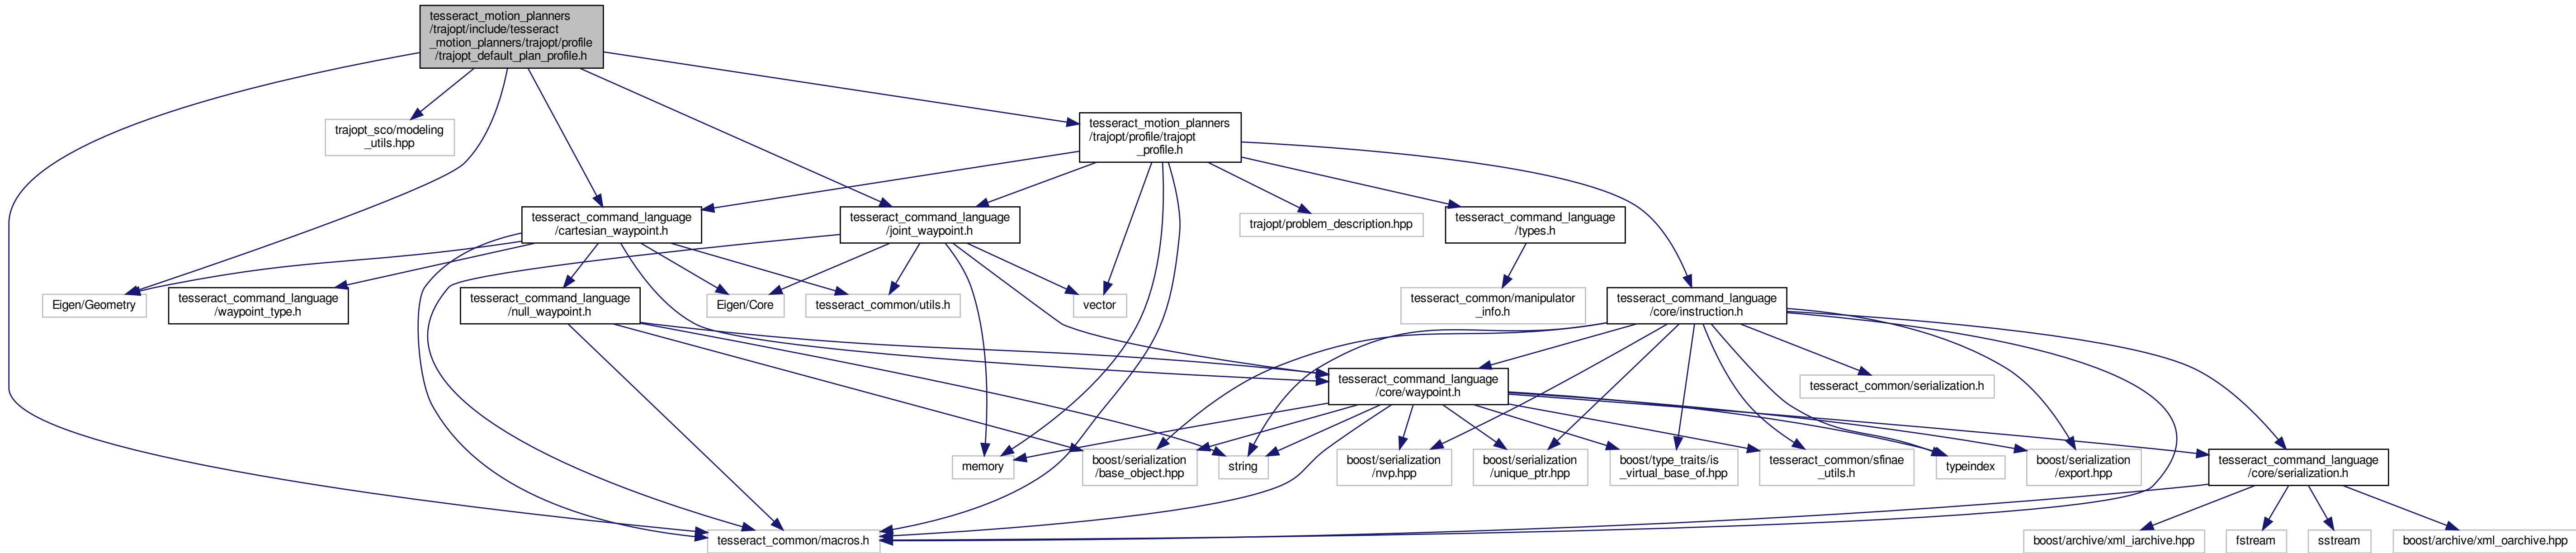 tesseract_motion_planners
/trajopt/include/tesseract
_motion_planners/trajopt/profile
/trajopt_default_plan_profile.h
trajopt_sco/modeling
_utils.hpp
tesseract_motion_planners
/trajopt/profile/trajopt
_profile.h
tesseract_command_language
/cartesian_waypoint.h
tesseract_command_language
/joint_waypoint.h
trajopt/problem_description.hpp
tesseract_command_language
/types.h
Eigen/Geometry
tesseract_command_language
/waypoint_type.h
tesseract_command_language
/null_waypoint.h
Eigen/Core
tesseract_common/utils.h
vector
tesseract_common/manipulator
_info.h
tesseract_command_language
/core/instruction.h
tesseract_command_language
/core/waypoint.h
tesseract_common/serialization.h
memory
boost/serialization
/base_object.hpp
string
boost/serialization
/nvp.hpp
boost/serialization
/unique_ptr.hpp
boost/type_traits/is
_virtual_base_of.hpp
tesseract_common/sfinae
_utils.h
typeindex
boost/serialization
/export.hpp
tesseract_command_language
/core/serialization.h
tesseract_common/macros.h
boost/archive/xml_iarchive.hpp
fstream
sstream
boost/archive/xml_oarchive.hpp